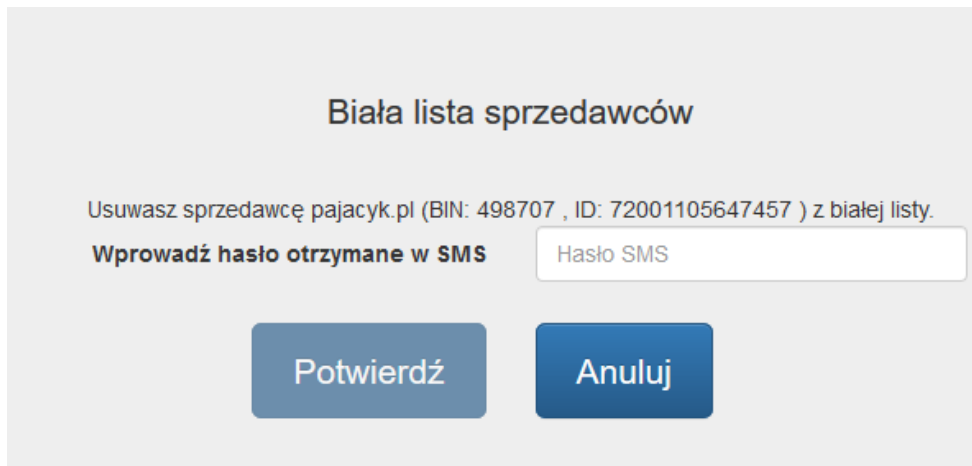 Biała lista sprzedawców
Usuwasz sprzedawcę pajacyk.pl (BIN: 498707 , ID: 72001105647457 ) z białej listy.
Wprowadź hasło otrzymane w SMS
Hasło SMS
Potwierdź
Anuluj